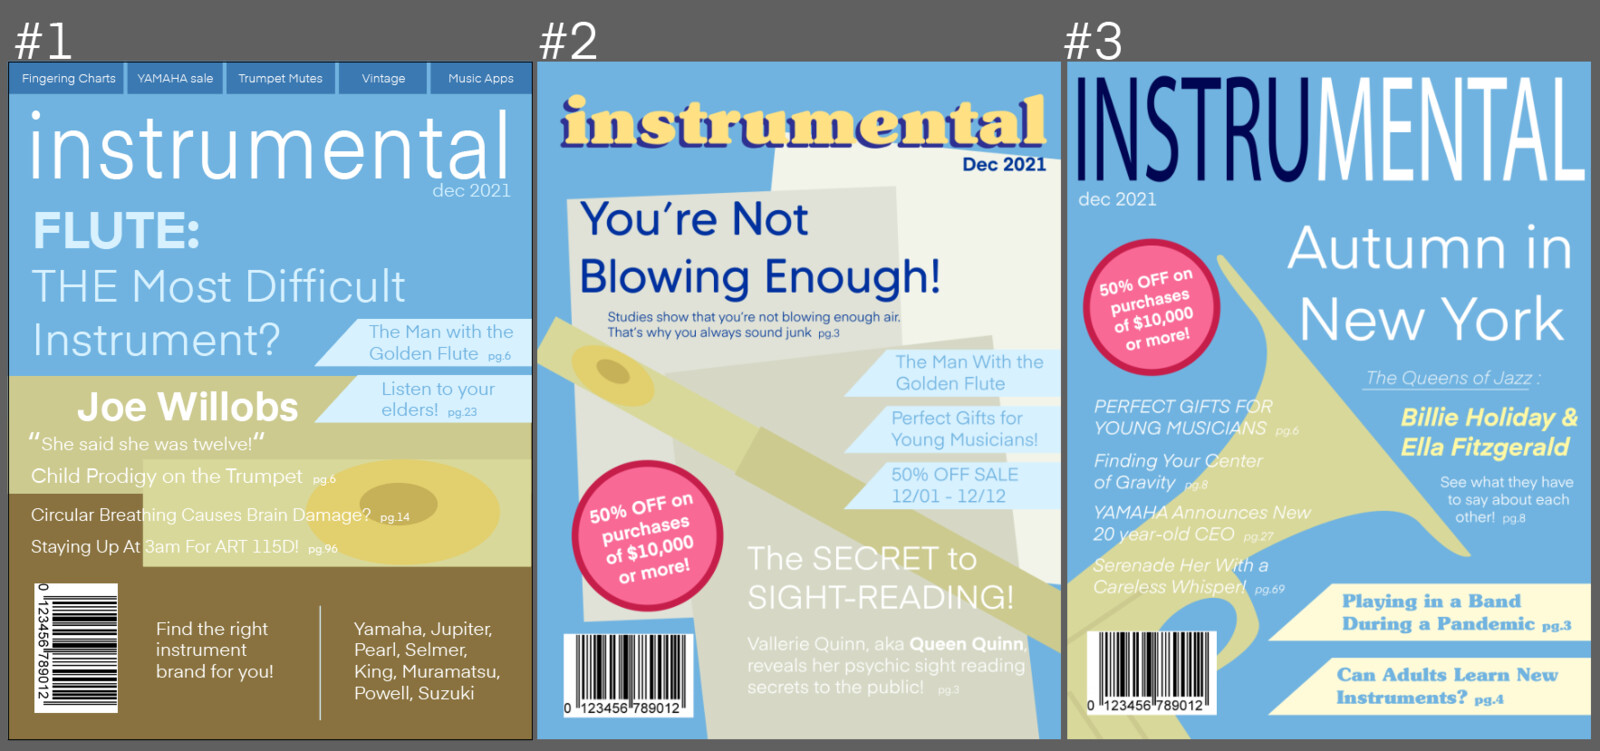 #1
Fingering Charts
YAMAHA sale
Trumpet Mutes
Vintage
Music Apps
instrumental
dec 2021
FLUTE:
THE Most Difficult
Instrument?
The Man with the
Golden Flute pg.6
Listen to your
elders! pg.23
Joe Willobs
“She said she was twelve!“
Child Prodigy on the Trumpet pg.6
Circular Breathing Causes Brain Damage? pg.14
Staying Up At 3am For ART 115D! pg.96
0 123456 789012
Find the right
instrument
brand for you!
Yamaha, Jupiter,
Pearl, Selmer,
King, Muramatsu,
Powell, Suzuki
#2
instrumental
Dec 2021
You’re Not
Blowing Enough!
Studies show that you're not blowing enough air.
That's why you always sound junk pg.3
The Man With the
Golden Flute
Perfect Gifts for
Young Musicians!
50% OFF SALE
12/01 - 12/12
50% OFF on
purchases
of $10,000
or more!
The SECRET to
SIGHT-READING!
Vallerie Quinn, aka Queen Quinn,
reveals her psychic sight reading
secrets to the public! pg.3
0 123456 789012
#3
INSTRUMENTAL
dec 2021
Autumn in
New York
50% OFF on
purchases
of $10,000
or more!
The Queens of Jazz :
Billie Holiday &
Ella Fitzgerald
See what they have
to say about each
other! pg.8
PERFECT GIFTS FOR
YOUNG MUSICIANS pg.6
Finding Your Center
of Gravity pg.8
YAMAHA Announces New
20 year-old CEO pg.27
Serenade Her With a
Careless Whisper! pg.69
Playing in a Band
During a Pandemic pg.3
Can Adults Learn New
Instruments? pg.4
0 123456 789012